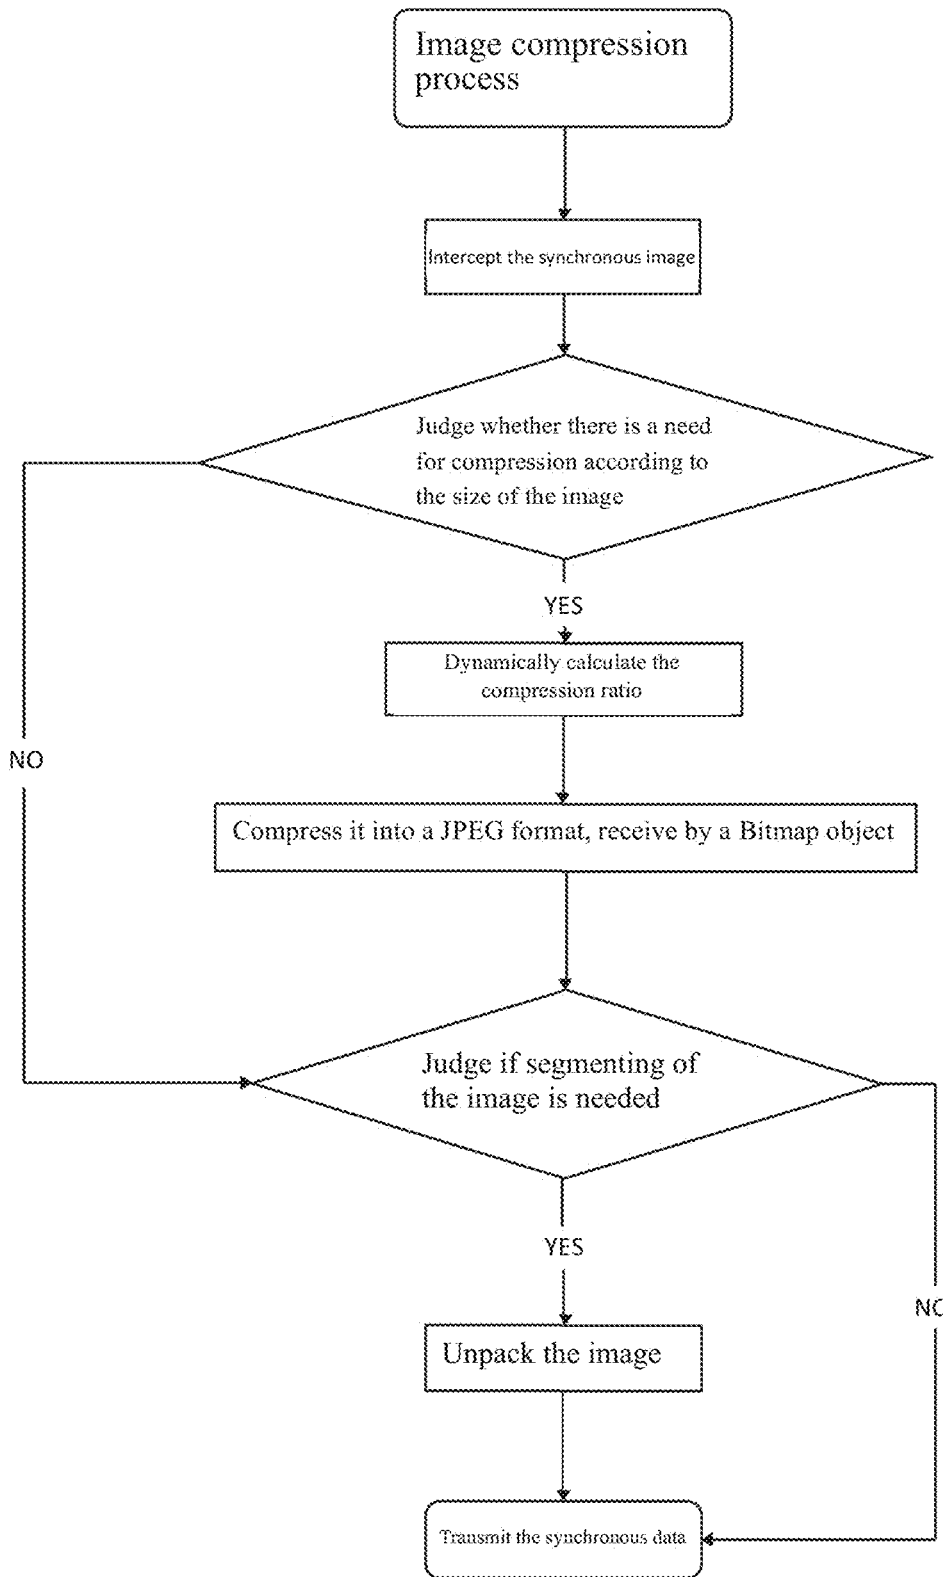 Image compression
process
Intercept the synchronous image
Judge whether there is a need
for compression according to
the size of the image
YES
Dynamically calculate the
compression ratio
NO
Compress it into a JPEG format, receive by a Bitmap object
Judge if segmenting of
the image is needed
YES
NO
Unpack the image
Transmit the synchronous data